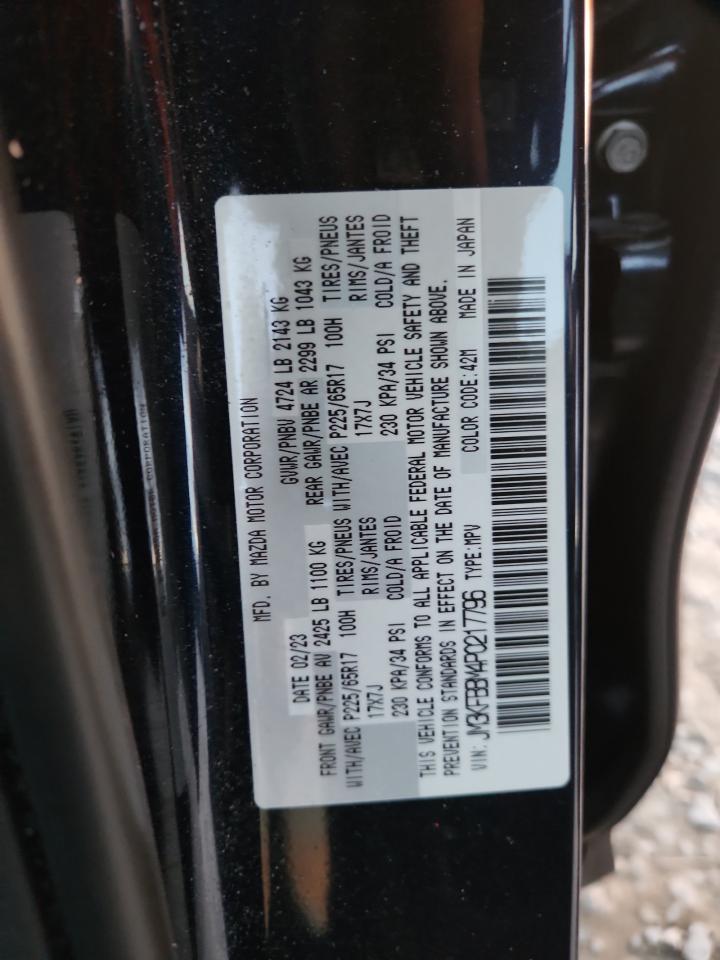 MFD. BY MAZDA MOTOR CORPORATION
DATE 02/23 GVWR/PNBV 4724 LB 2143 KG
FRONT GAWR/PNBE AV 2425 LB 1100 KG REAR GAWR/PNBE AR 2299 LB 1043 KG
WITH/AVEC P225/65R17 100H TIRES/PNEUS WITH/AVEC P225/65R17 100H TIRES/PNEUS
17X7J RIMS/JANTES 17X7J RIMS/JANTES
230 KPA/34 PSI COLD/A FROID 230 KPA/34 PSI COLD/A FROID
THIS VEHICLE CONFORMS TO ALL APPLICABLE FEDERAL MOTOR VEHICLE SAFETY AND THEFT
PREVENTION STANDARDS IN EFFECT ON THE DATE OF MANUFACTURE SHOWN ABOVE.
VIN: JM3KFBBM4P0217796 TYPE:MPV COLOR CODE:42M MADE IN JAPAN